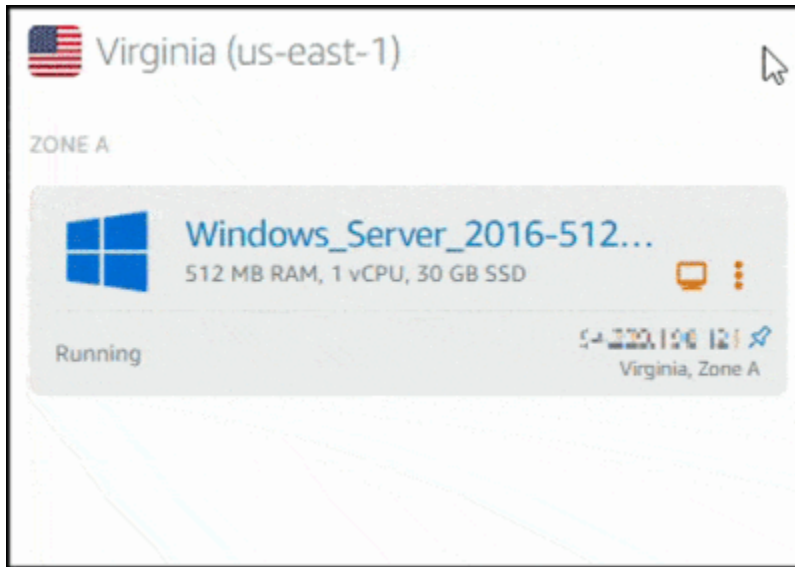 Virginia (us-east-1)
ZONE A
Windows_Server_2016-512...
512 MB RAM, 1 vCPU, 30 GB SSD
Running
Virginia, Zone A